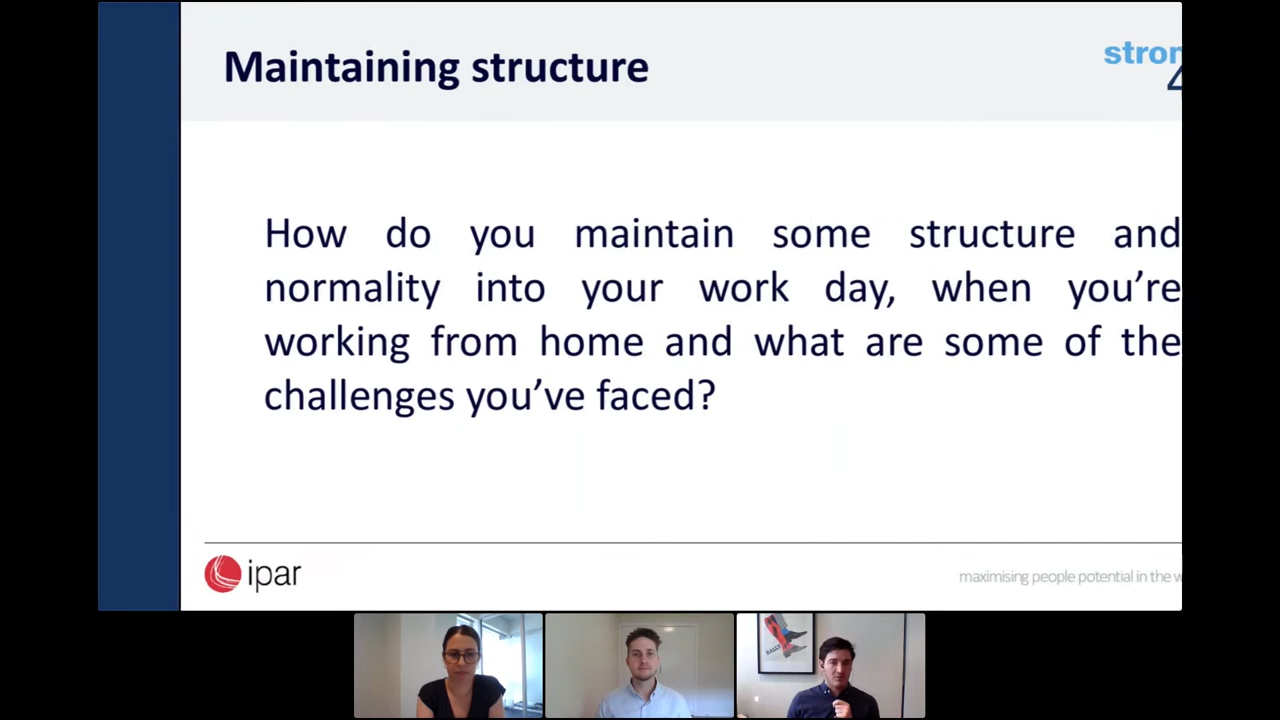 Maintaining structure
How do you maintain some structure and
normality into your work day, when you’re
working from home and what are some of the
challenges you’ve faced?
ipar
maximising people potential in the